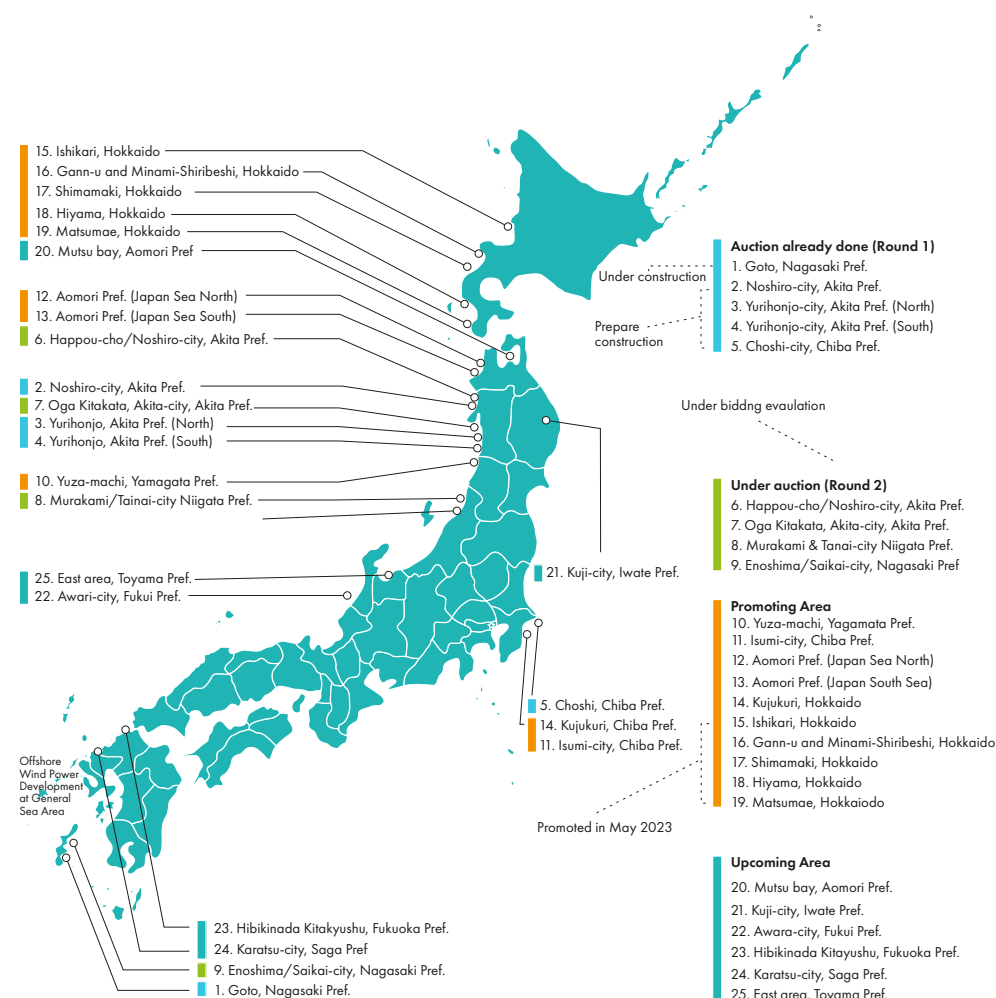 15. Ishikari, Hokkaido
16. Gann-u and Minami-Shiribeshi, Hokkaido
17. Shimamaki, Hokkaido
18. Hiyama, Hokkaido
19. Matsumae, Hokkaido
20. Mutsu bay, Aomori Pref
12. Aomori Pref. (Japan Sea North)
13. Aomori Pref. (Japan Sea South)
6. Happou-cho/Noshiro-city, Akita Pref.
2. Noshiro-city, Akita Pref.
7. Oga Kitakata, Akita-city, Akita Pref.
3. Yurihonjo, Akita Pref. (North)
4. Yurihonjo, Akita Pref. (South)
10. Yuza-machi, Yamagata Pref.
8. Murakami/Tainai-city Niigata Pref.
25. East area, Toyama Pref.
22. Awari-city, Fukui Pref.
21. Kuji-city, Iwate Pref.
5. Choshi, Chiba Pref.
14. Kujukuri, Chiba Pref.
11. Isumi-city, Chiba Pref.
Offshore
Wind Power
Development
at General
Sea Area
23. Hibikinada Kitakyushu, Fukuoka Pref.
24. Karatsu-city, Saga Pref
9. Enoshima/Saikai-city, Nagasaki Pref.
1. Goto, Nagasaki Pref.
Under construction
Prepare
construction
Auction already done (Round 1)
1. Goto, Nagasaki Pref.
2. Noshiro-city, Akita Pref.
3. Yurihonjo-city, Akita Pref. (North)
4. Yurihonjo-city, Akita Pref. (South)
5. Choshi-city, Chiba Pref.
Under biddng evaulation
Under auction (Round 2)
6. Happou-cho/Noshiro-city, Akita Pref.
7. Oga Kitakata, Akita-city, Akita Pref.
8. Murakami & Tanai-city Niigata Pref.
9. Enoshima/Saikai-city, Nagasaki Pref
Promoting Area
10. Yuza-machi, Yagamata Pref.
11. Isumi-city, Chiba Pref.
12. Aomori Pref. (Japan Sea North)
13. Aomori Pref. (Japan South Sea)
14. Kujukuri, Hokkaido
15. Ishikari, Hokkaido
16. Gann-u and Minami-Shiribeshi, Hokkaido
17. Shimamaki, Hokkaido
18. Hiyama, Hokkaido
19. Matsumae, Hokkaiodo
Promoted in May 2023
Upcoming Area
20. Mutsu bay, Aomori Pref.
21. Kuji-city, Iwate Pref.
22. Awara-city, Fukui Pref.
23. Hibikinada Kitayushu, Fukuoka Pref.
24. Karatsu-city, Saga Pref.
25. East area, Toyama Pref.